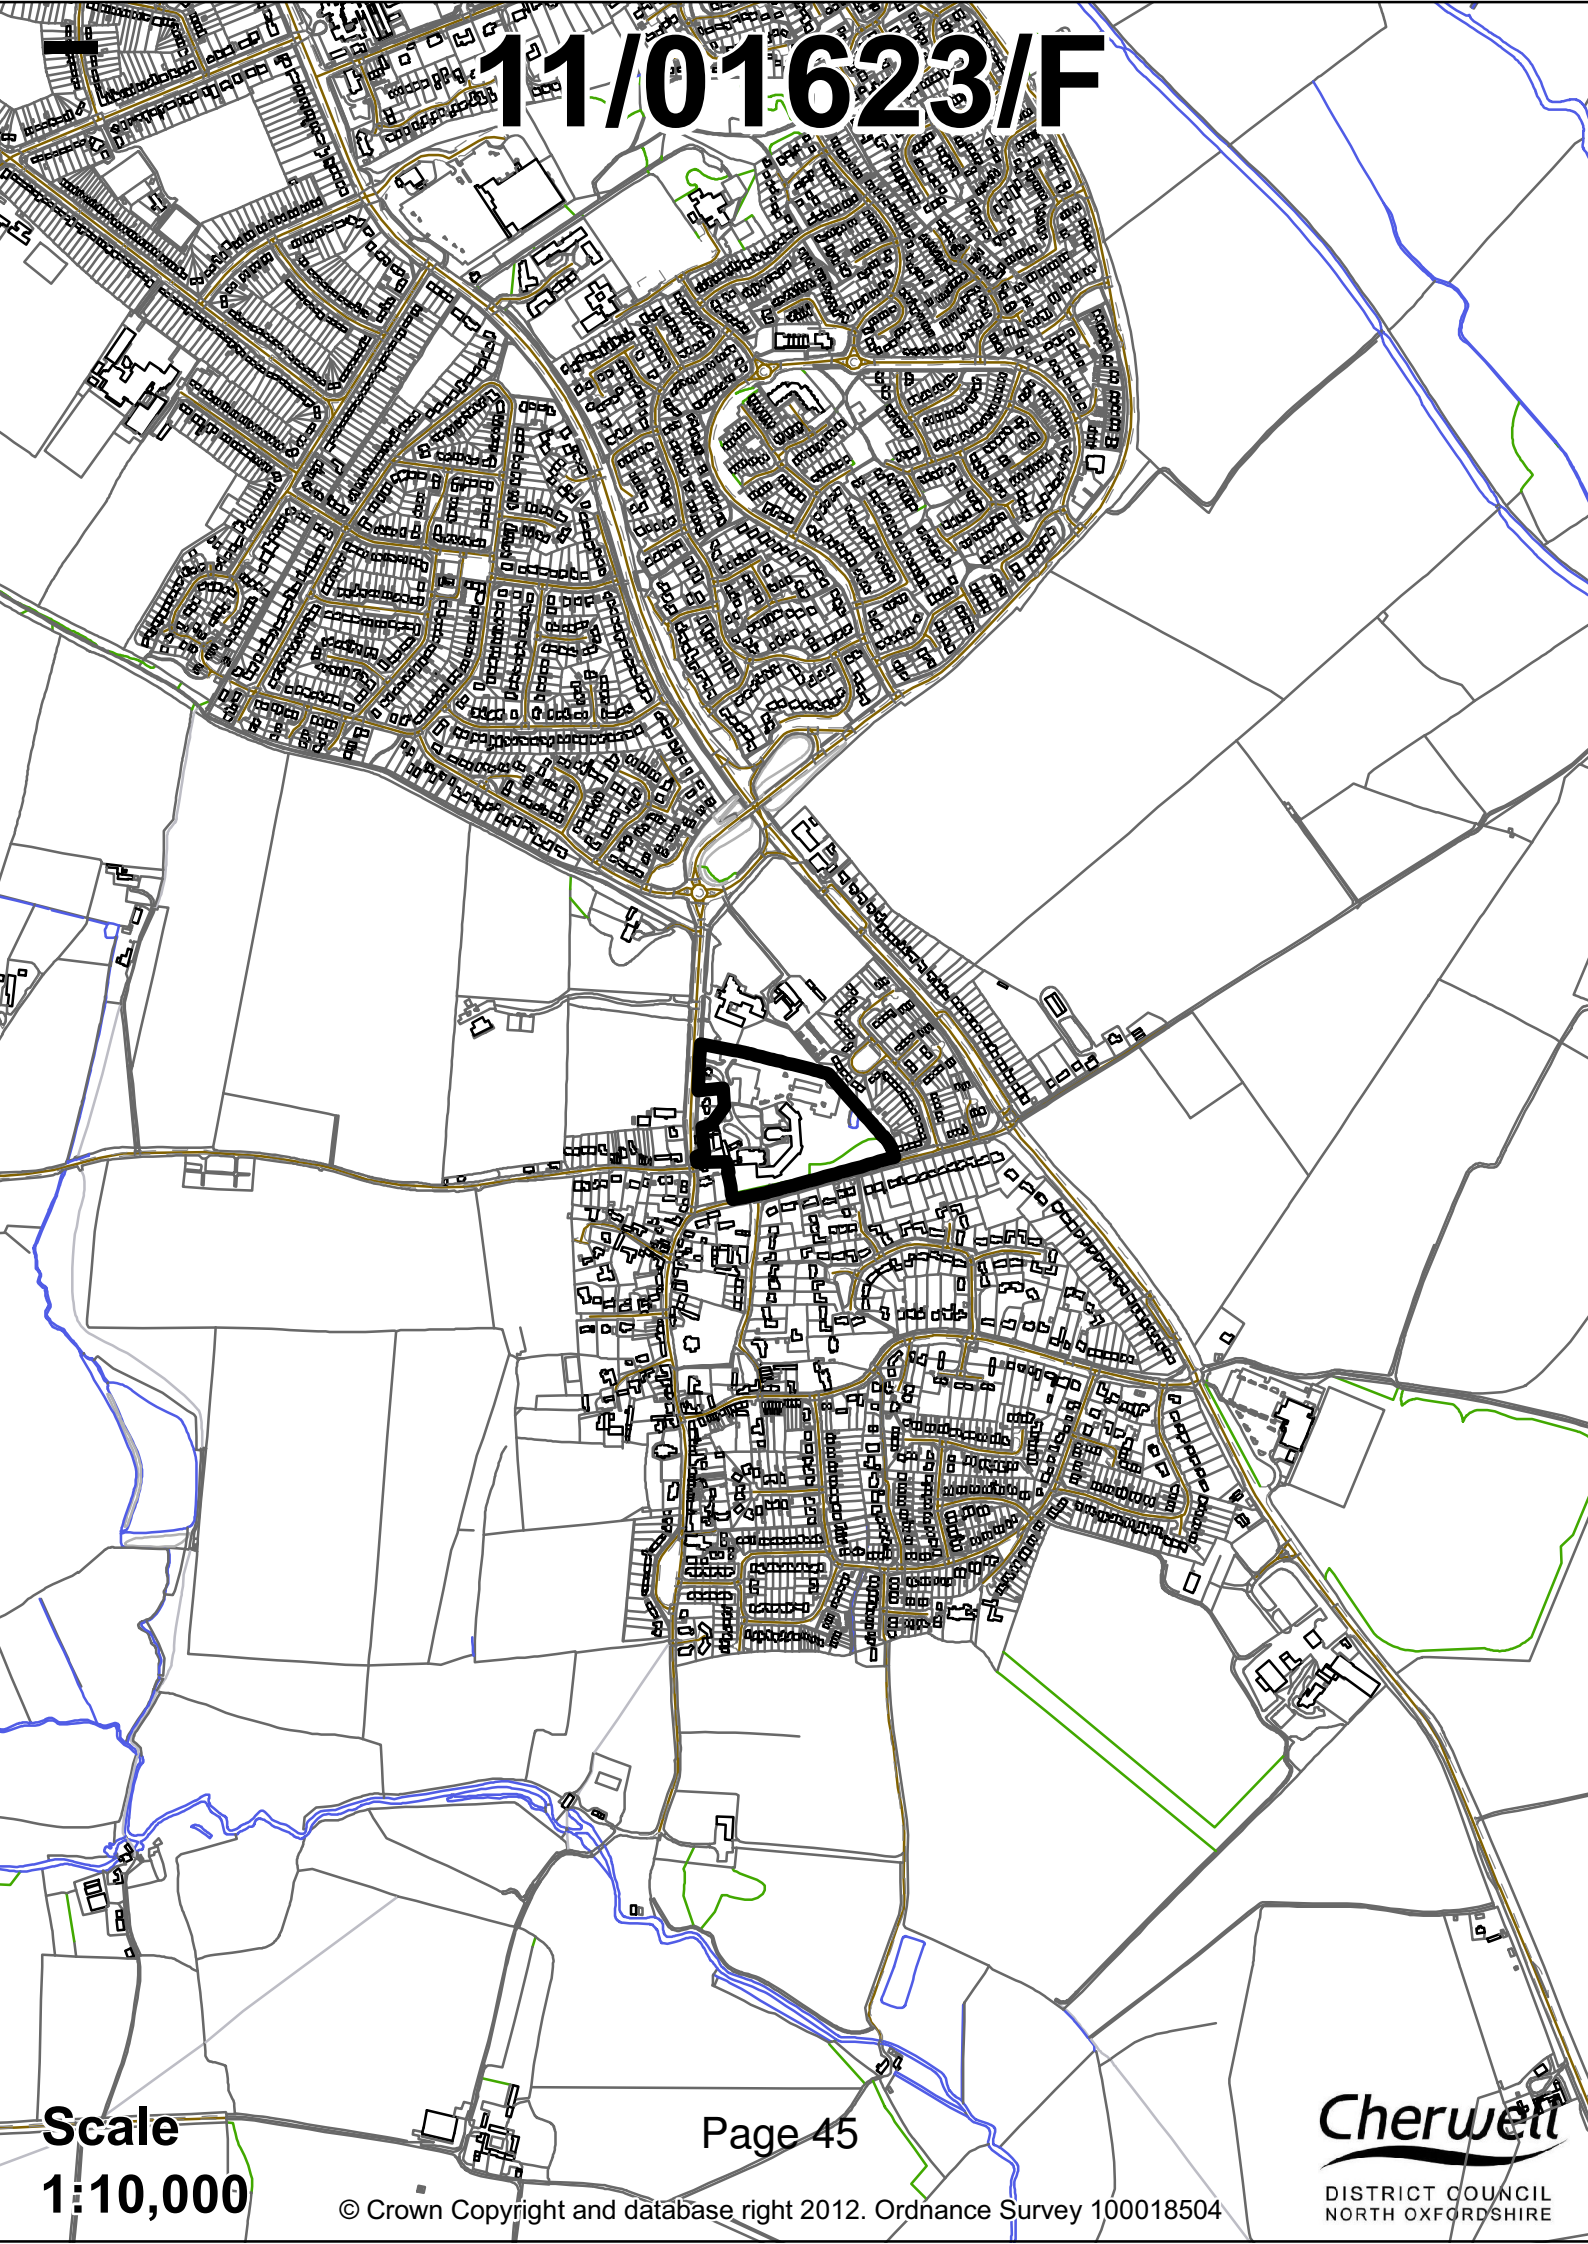 11/01623/F
Scale
1:10,000
Page 45
© Crown Copyright and database right 2012. Ordnance Survey 100018504
Cherwell
DISTRICT COUNCIL
NORTH OXFORDSHIRE